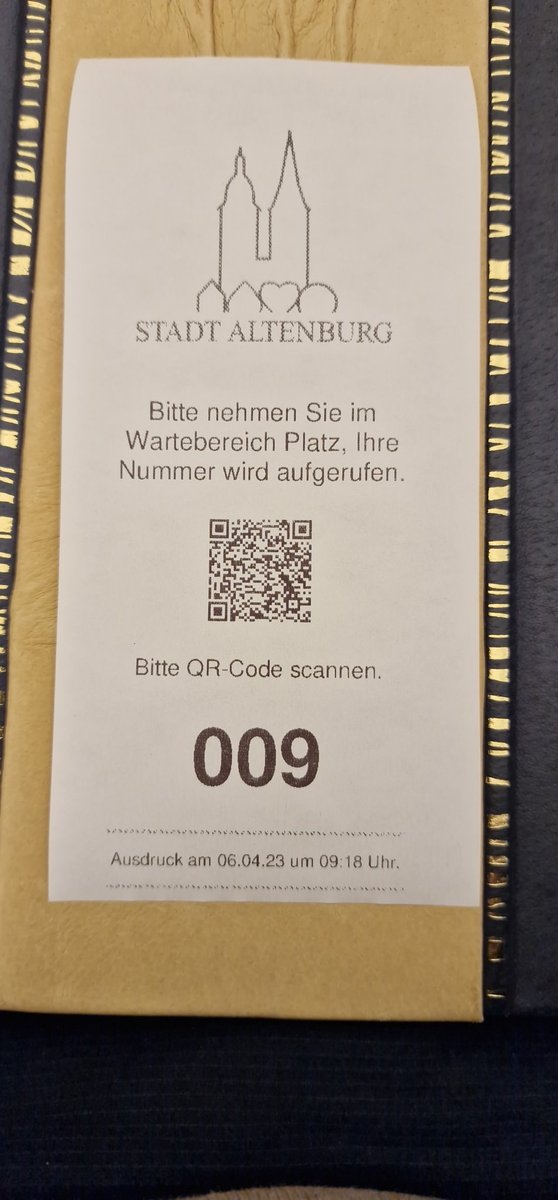 STADT ALTENBURG
Bitte nehmen Sie im
Wartebereich Platz, Ihre
Nummer wird aufgerufen.
Bitte QR-Code scannen.
009
Ausdruck am 06.04.23 um 09:18 Uhr.